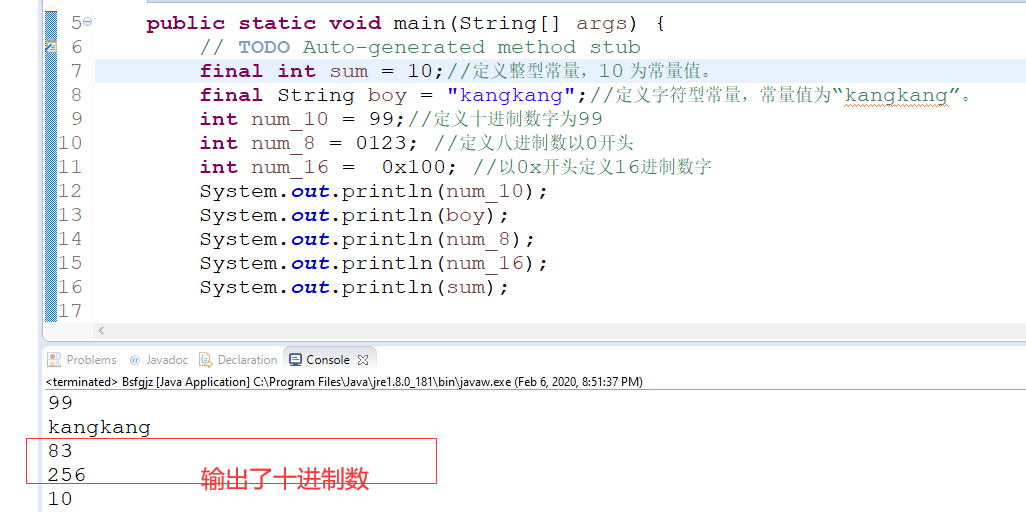 5 public static void main(String[] args) {
6 // TODO Auto-generated method stub
7 final int sum = 10;//定义整型常量，10 为常量值。
8 final String boy = "kangkang";//定义字符型常量，常量值为“kangkang”。
9 int num_10 = 99;//定义十进制数字为99
10 int num_8 = 0123; //定义八进制数以0开头
11 int num_16 =  0x100; //以0x开头定义16进制数字
12 System.out.println(num_10);
13 System.out.println(boy);
14 System.out.println(num_8);
15 System.out.println(num_16);
16 System.out.println(sum);
17
Problems @ Javadoc Declaration Console
<terminated> Bsfgjz [Java Application] C:\Program Files\Java\jre1.8.0_181\bin\javaw.exe (Feb 6, 2020, 8:51:37 PM)
99
kangkang
83
256 输出了十进制数
10